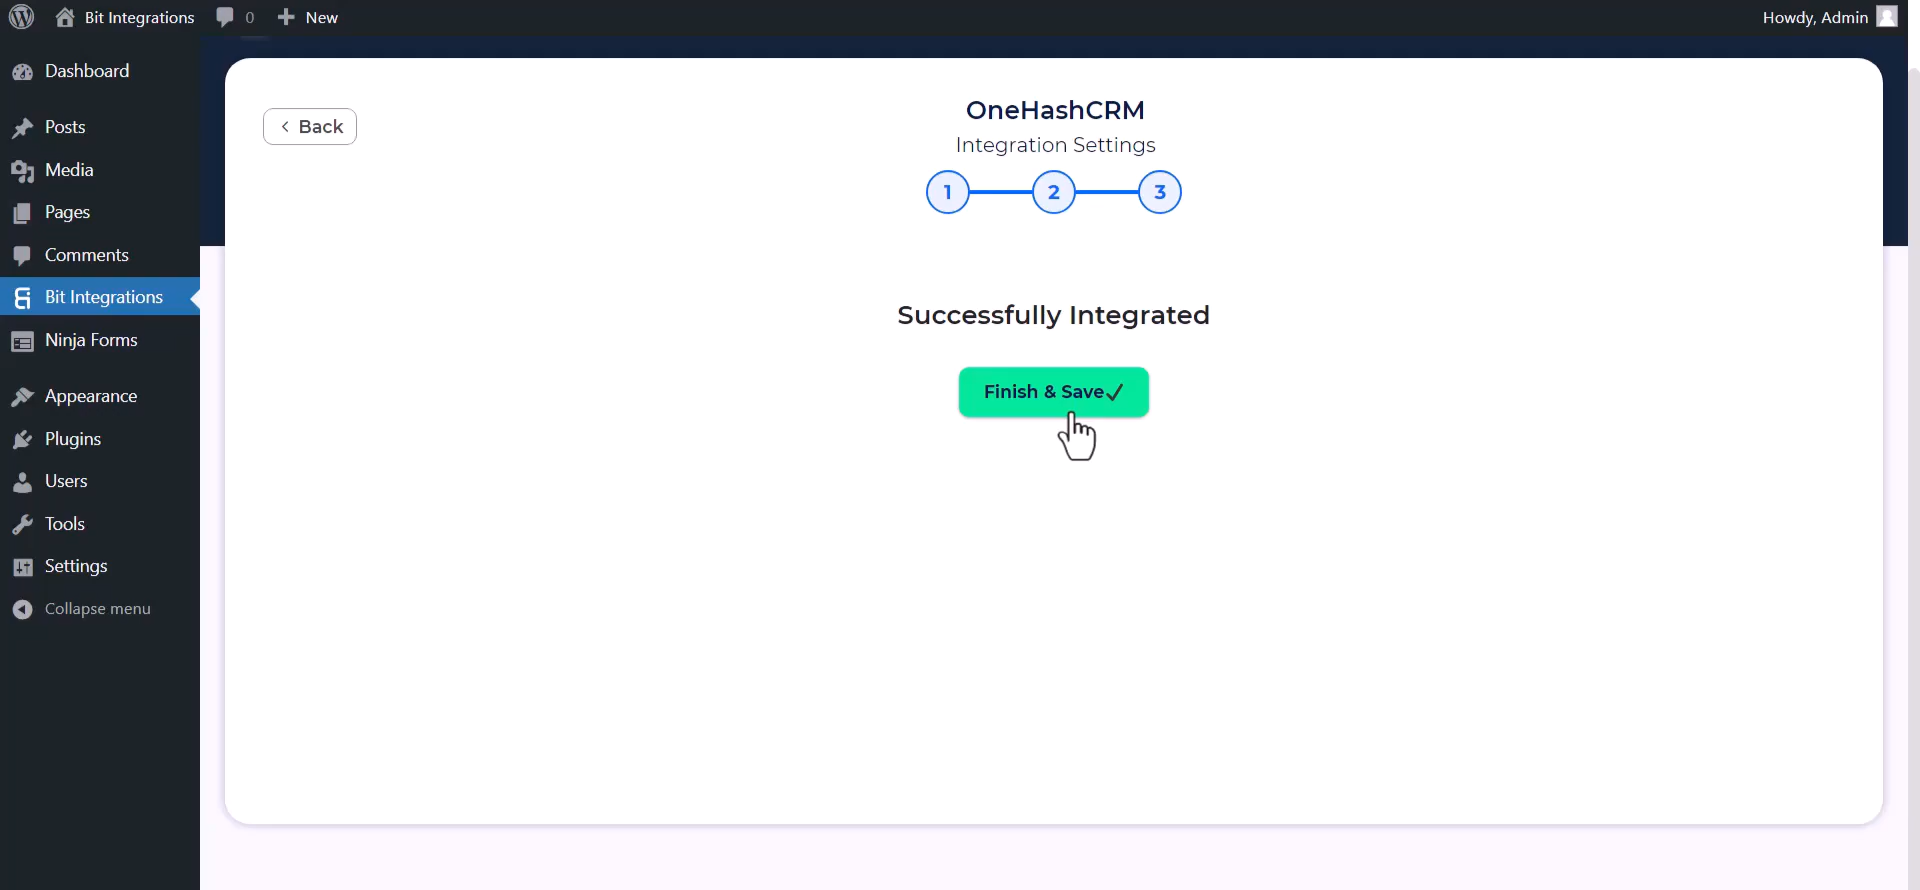 Bit Integrations
0
New
Howdy, Admin
Dashboard
Posts
Media
Pages
Comments
Bit Integrations
Ninja Forms
Appearance
Plugins
Users
Tools
Settings
Collapse menu
Back
OneHashCRM
Integration Settings
1
2
3
Successfully Integrated
Finish & Save✓